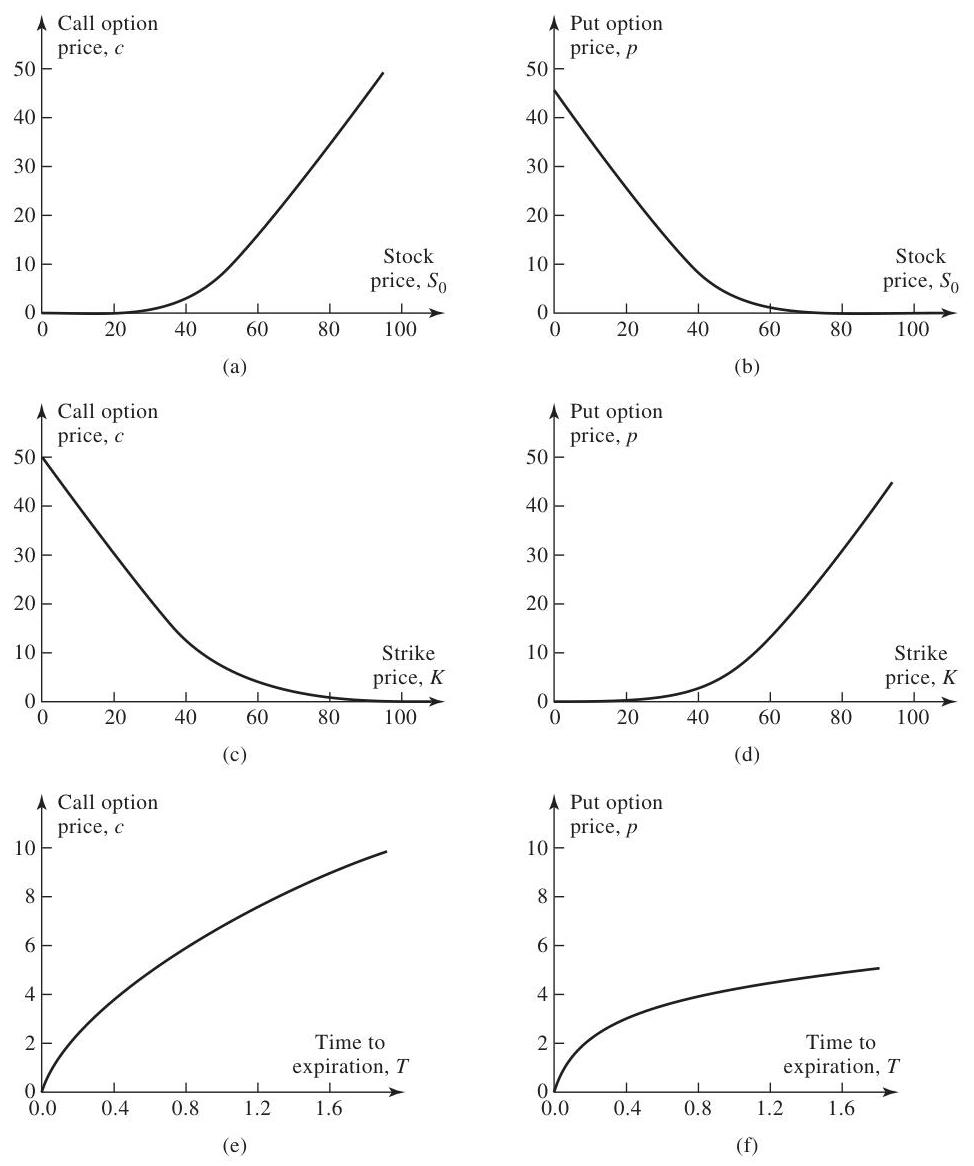 Call option
price, c
50
40
30
20
10
0
Stock
price, S0
0 20 40 60 80 100
(a)
Put option
price, p
50
40
30
20
10
0
Stock
price, S0
0 20 40 60 80 100
(b)
Call option
price, c
50
40
30
20
10
0
Strike
price, K
0 20 40 60 80 100
(c)
Put option
price, p
50
40
30
20
10
0
Strike
price, K
0 20 40 60 80 100
(d)
Call option
price, c
10
8
6
4
2
0
Time to
expiration, T
0.0 0.4 0.8 1.2 1.6
(e)
Put option
price, p
10
8
6
4
2
0
Time to
expiration, T
0.0 0.4 0.8 1.2 1.6
(f)